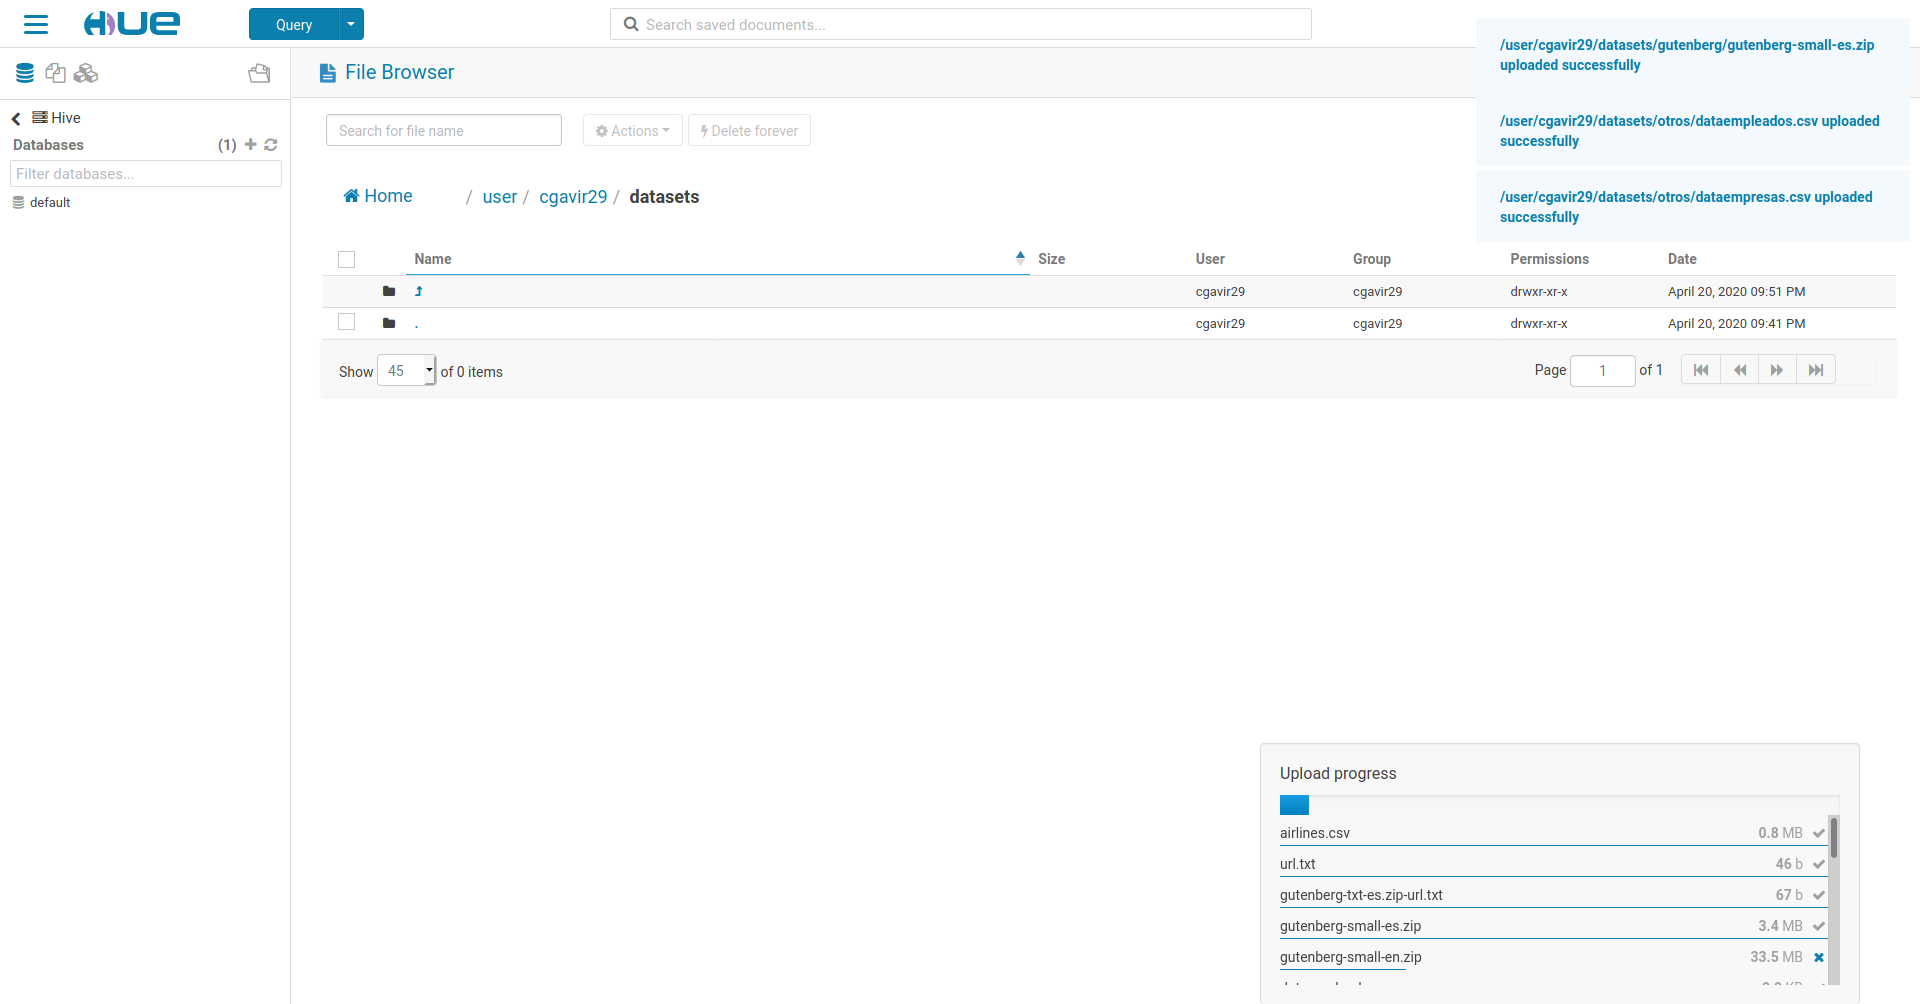 HUE
Query
Search saved documents...
/user/cgavir29/datasets/gutenberg/gutenberg-small-es.zip
uploaded successfully
/user/cgavir29/datasets/otros/dataempleados.csv uploaded
successfully
/user/cgavir29/datasets/otros/dataempresas.csv uploaded
successfully
File Browser
Hive
Databases (1)
Filter databases...
default
Search for file name Actions Delete forever
Home / user / cgavir29 / datasets
Name Size User Group Permissions Date
cgavir29 cgavir29 drwxr-xr-x April 20, 2020 09:51 PM
. cgavir29 cgavir29 drwxr-xr-x April 20, 2020 09:41 PM
Show 45 of 0 items Page 1 of 1
Upload progress
airlines.csv 0.8 MB
url.txt 46 b
gutenberg-txt-es.zip-url.txt 67 b
gutenberg-small-es.zip 3.4 MB
gutenberg-small-en.zip 33.5 MB